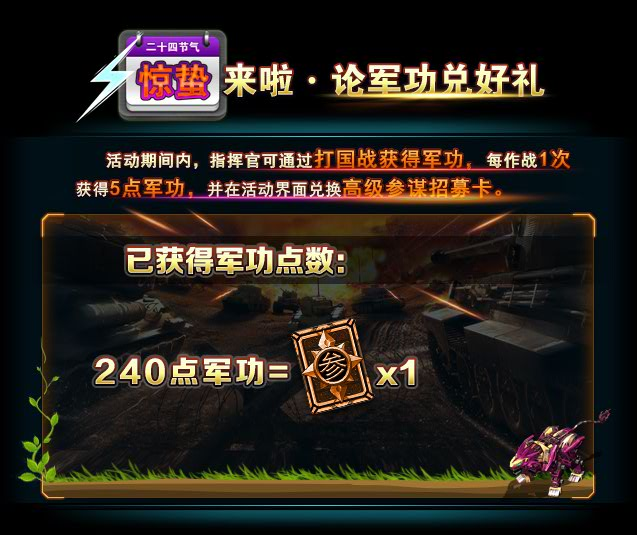 二十四节气
惊蛰 来啦·论军功兑好礼
活动期间内，指挥官可通过打国战获得军功，每作战1次
获得5点军功，并在活动界面兑换高级参谋招募卡。
已获得军功点数:
240点军功= 参 x1